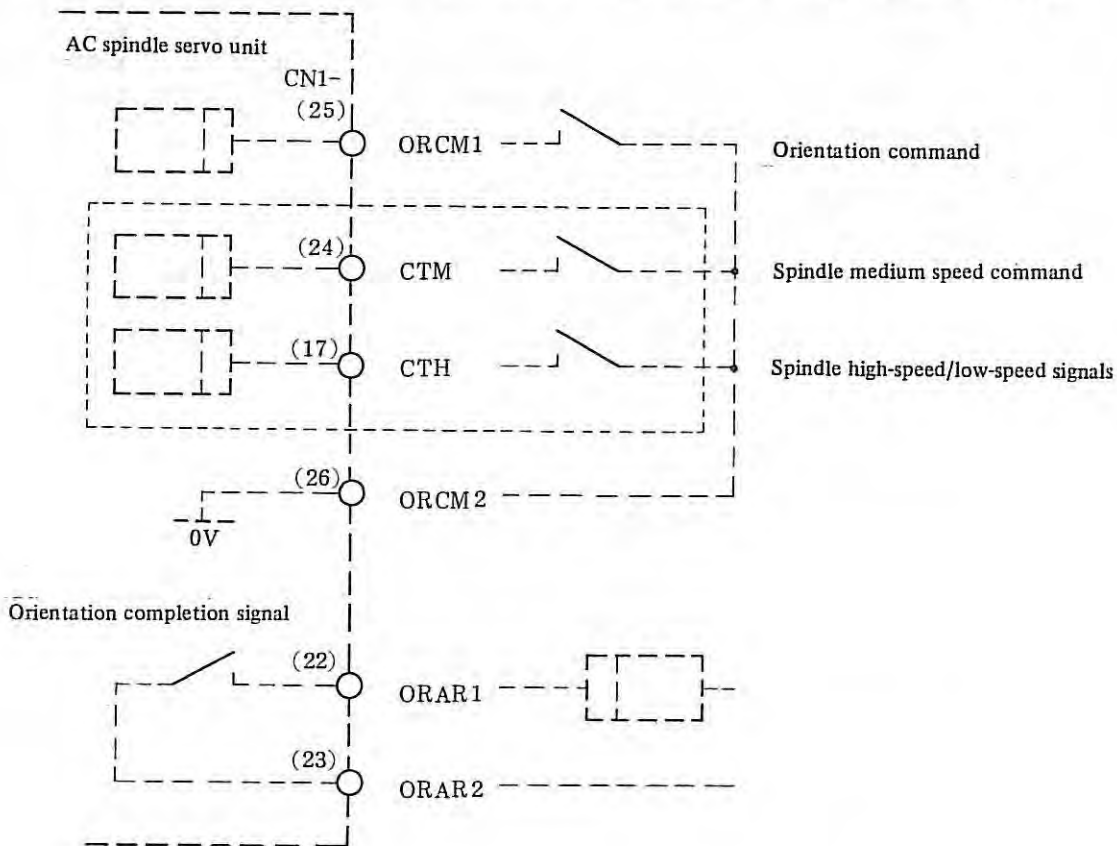 AC spindle servo unit
CN1-
(25)
ORCM1
Orientation command
(24)
CTM
Spindle medium speed command
(17)
CTH
Spindle high-speed/low-speed signals
(26)
ORCM2
0V
Orientation completion signal
(22)
ORAR1
(23)
ORAR2